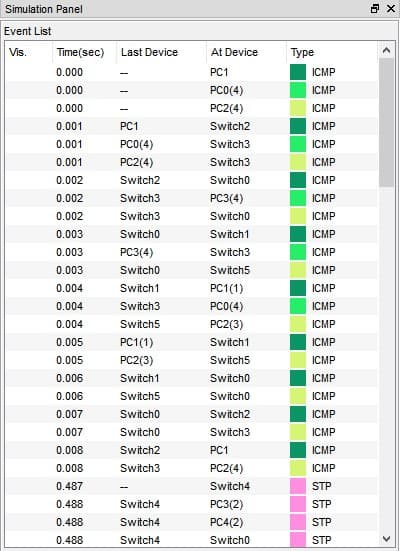 Simulation Panel
Event List
Vis. Time(sec) Last Device At Device Type
0.000 -- PC1 ICMP
0.000 -- PC0(4) ICMP
0.000 -- PC2(4) ICMP
0.001 PC1 Switch2 ICMP
0.001 PC0(4) Switch3 ICMP
0.001 PC2(4) Switch3 ICMP
0.002 Switch2 Switch0 ICMP
0.002 Switch3 PC3(4) ICMP
0.002 Switch3 Switch0 ICMP
0.003 Switch0 Switch1 ICMP
0.003 PC3(4) Switch3 ICMP
0.003 Switch0 Switch5 ICMP
0.004 Switch1 PC1(1) ICMP
0.004 Switch3 PC0(4) ICMP
0.004 Switch5 PC2(3) ICMP
0.005 PC1(1) Switch1 ICMP
0.005 PC2(3) Switch5 ICMP
0.006 Switch1 Switch0 ICMP
0.006 Switch5 Switch0 ICMP
0.007 Switch0 Switch2 ICMP
0.007 Switch0 Switch3 ICMP
0.008 Switch2 PC1 ICMP
0.008 Switch3 PC2(4) ICMP
0.487 -- Switch4 STP
0.488 Switch4 PC3(2) STP
0.488 Switch4 PC4(2) STP
0.488 Switch4 Switch0 STP